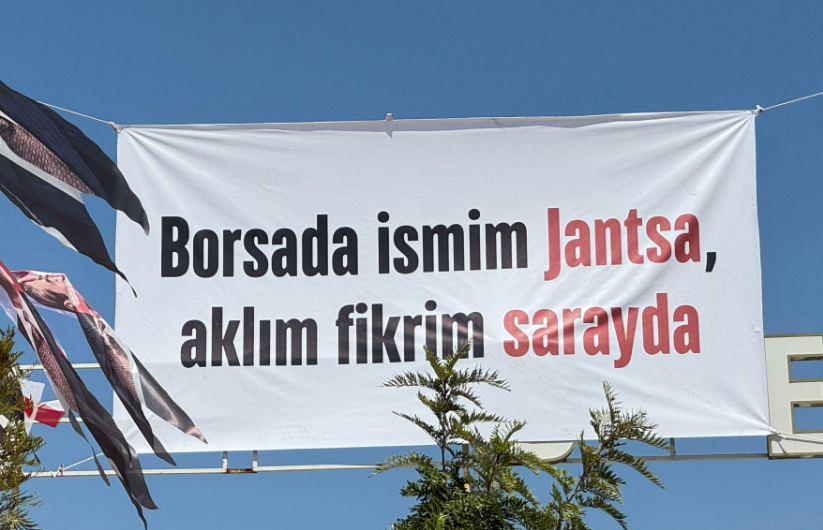 Borsada ismim Jantsa,
aklım fikrim sarayda